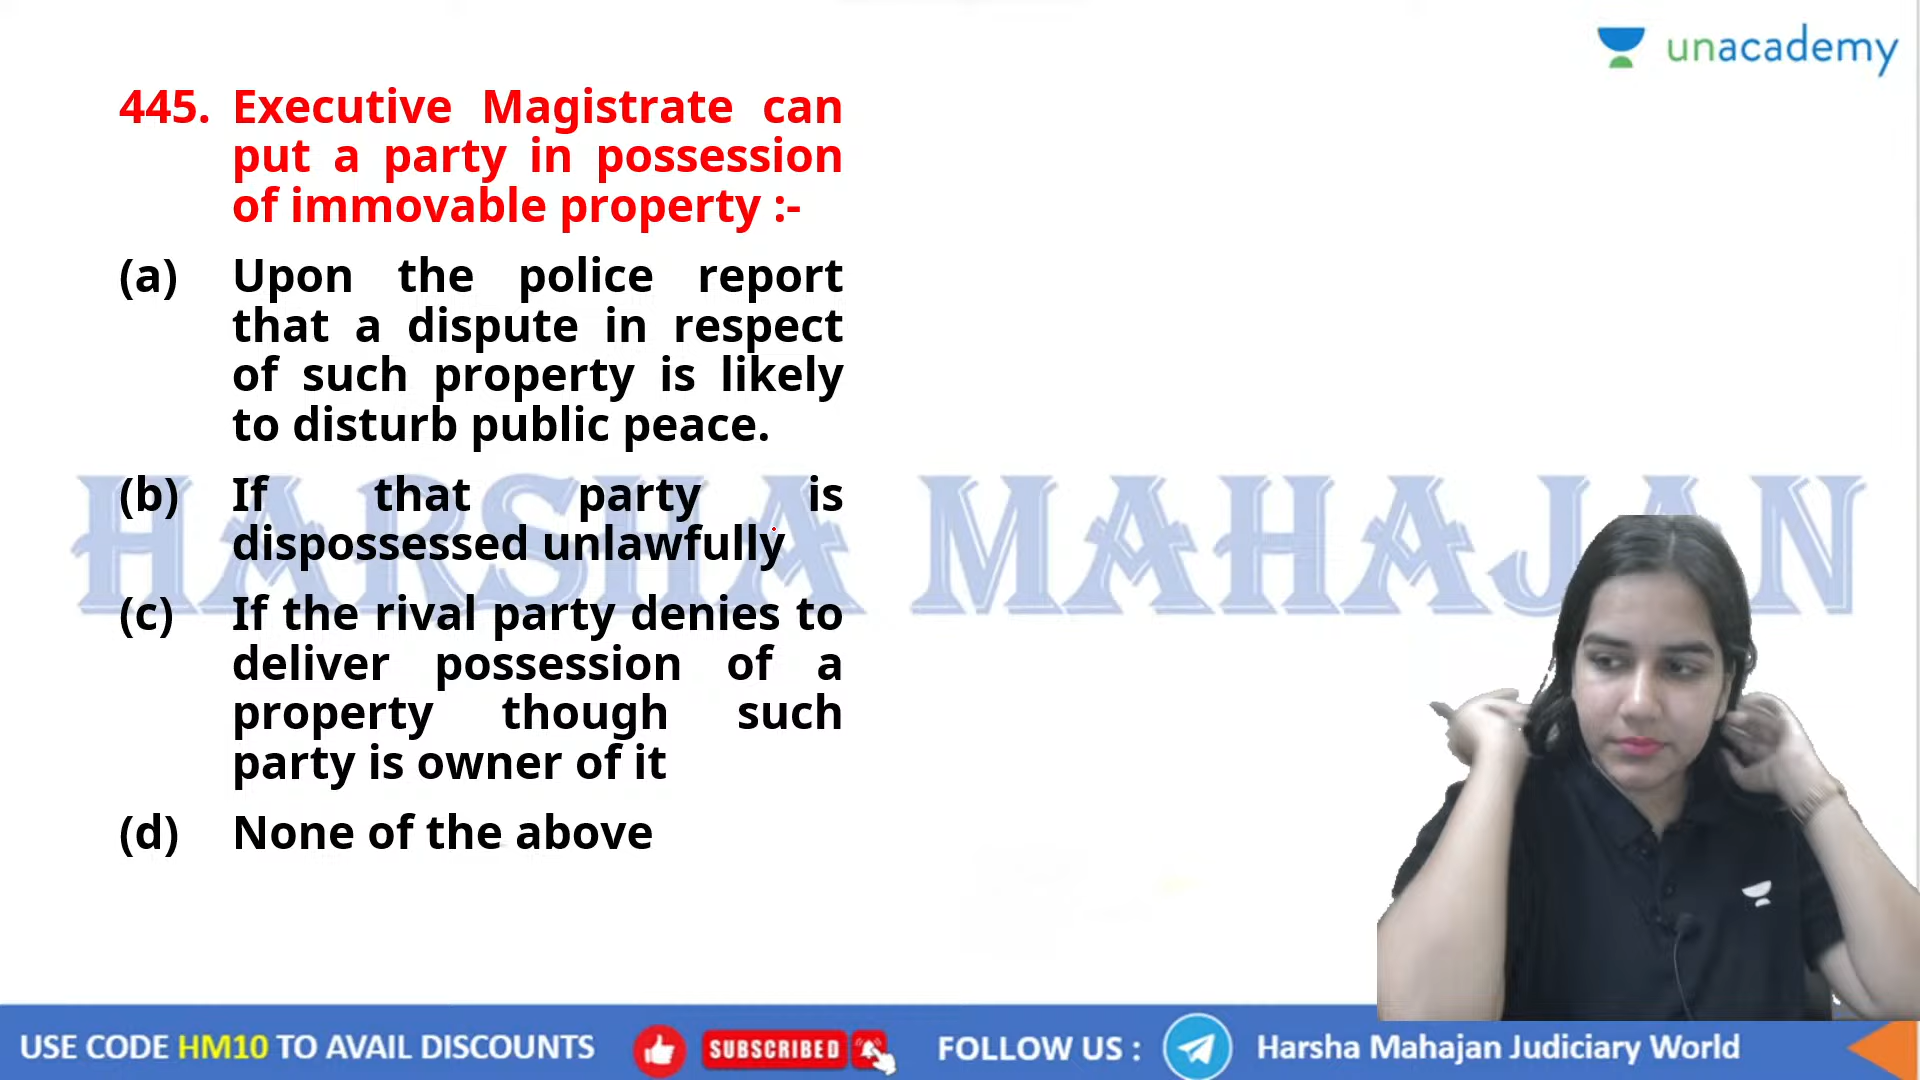 unacademy
445. Executive Magistrate can
put a party in possession
of immovable property :-
(a) Upon the police report
that a dispute in respect
of such property is likely
to disturb public peace.
(b) If that party is
dispossessed unlawfully
(c) If the rival party denies to
deliver possession of a
property though such
party is owner of it
(d) None of the above
HARSHA MAHAJAN
USE CODE HM10 TO AVAIL DISCOUNTS
SUBSCRIBED
FOLLOW US :
Harsha Mahajan Judiciary World